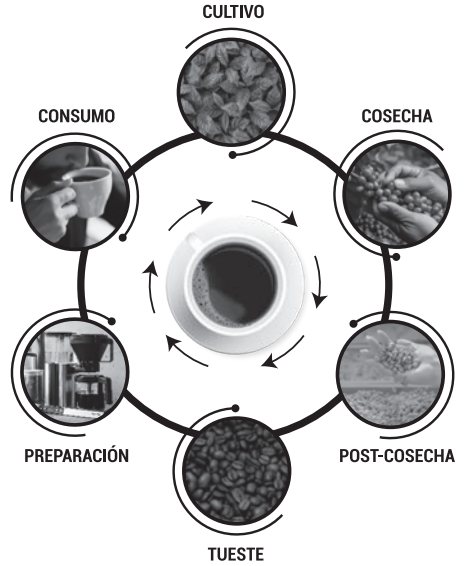 CULTIVO
COSECHA
POST-COSECHA
TUESTE
PREPARACIÓN
CONSUMO